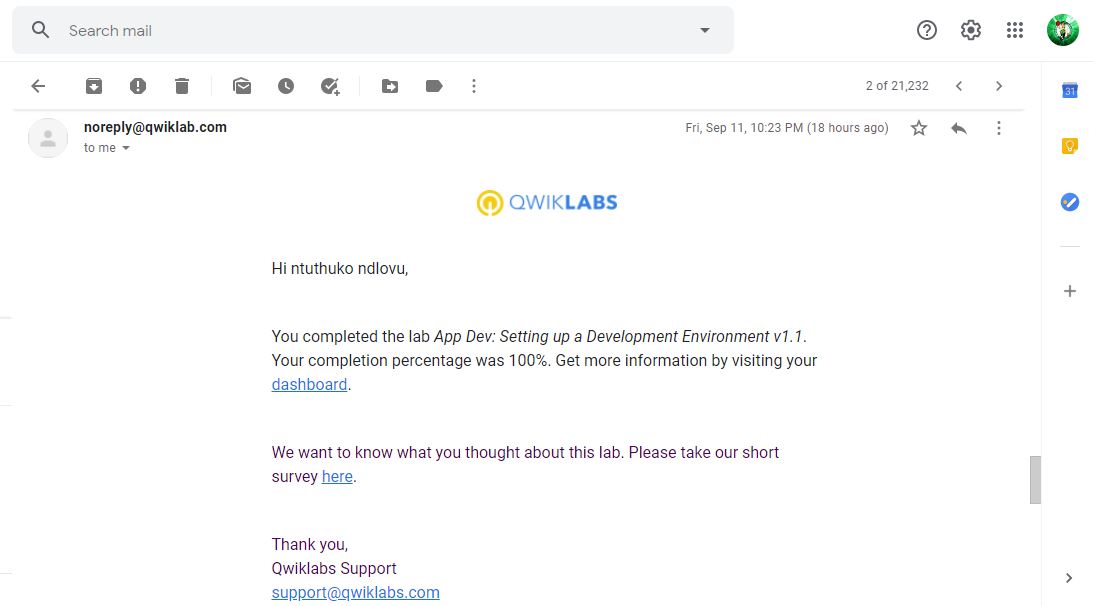 Search mail
2 of 21,232
31
noreply@qwiklab.com
Fri, Sep 11, 10:23 PM (18 hours ago)
to me
QWIKLABS
Hi ntuthuko ndlovu,
You completed the lab App Dev: Setting up a Development Environment v1.1.
Your completion percentage was 100%. Get more information by visiting your
dashboard.
We want to know what you thought about this lab. Please take our short
survey here.
Thank you,
Qwiklabs Support
support@qwiklabs.com